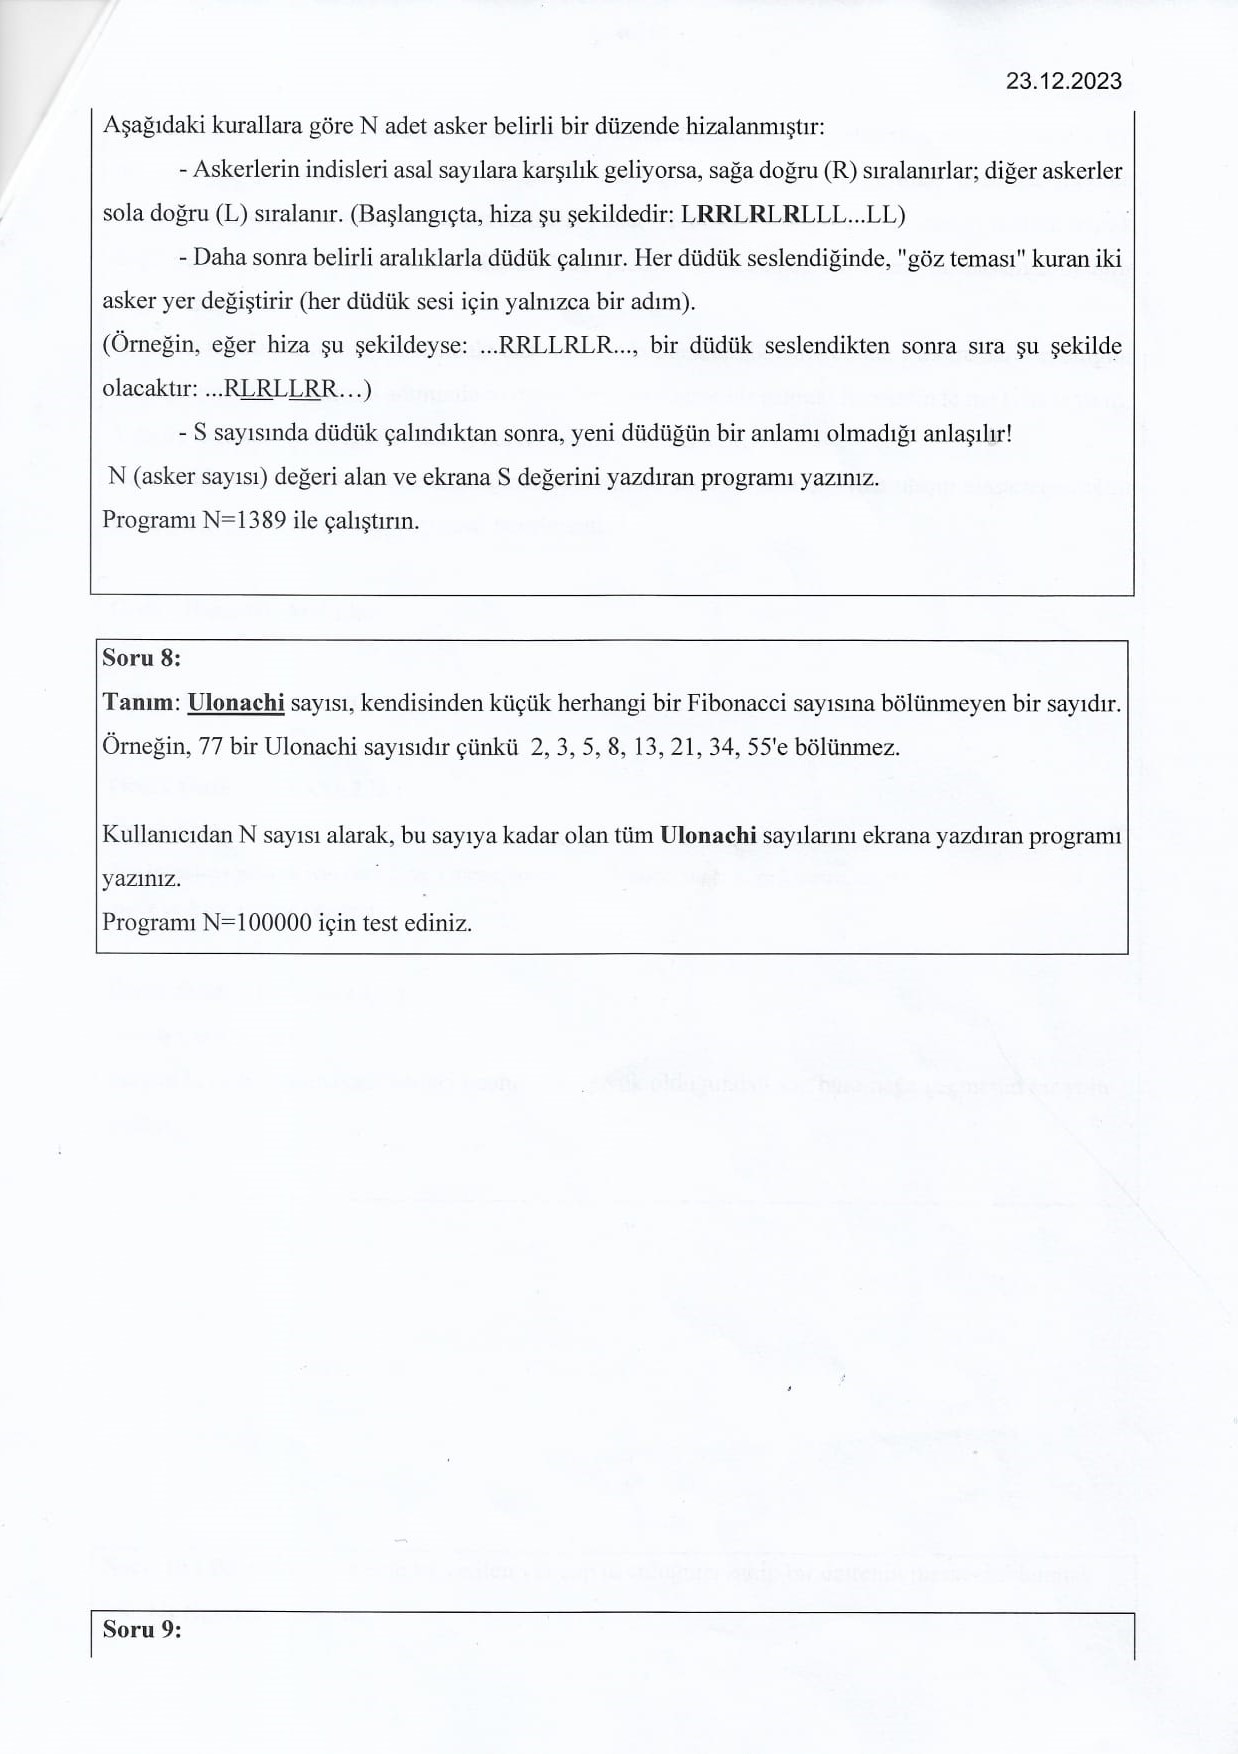 23.12.2023
Aşağıdaki kurallara göre N adet asker belirli bir düzende hizalanmıştır:
- Askerlerin indisleri asal sayılara karşılık geliyorsa, sağa doğru (R) sıralanırlar; diğer askerler
sola doğru (L) sıralanır. (Başlangıçta, hiza şu şekildedir: LRRLRLRLLL...LL)
- Daha sonra belirli aralıklarla düdük çalınır. Her düdük seslendiğinde, "göz teması" kuran iki
asker yer değiştirir (her düdük sesi için yalnızca bir adım).
(Örneğin, eğer hiza şu şekildeyse: ...RRLLRLR..., bir düdük seslendikten sonra sıra şu şekilde
olacaktır: ...RLRLLRR...)
- S sayısında düdük çalındıktan sonra, yeni düdüğün bir anlamı olmadığı anlaşılır!
N (asker sayısı) değeri alan ve ekrana S değerini yazdıran programı yazınız.
Programı N=1389 ile çalıştırın.
Soru 8:
Tanım: Ulonachi sayısı, kendisinden küçük herhangi bir Fibonacci sayısına bölünmeyen bir sayıdır.
Örneğin, 77 bir Ulonachi sayısıdır çünkü 2, 3, 5, 8, 13, 21, 34, 55'e bölünmez.
Kullanıcıdan N sayısı alarak, bu sayıya kadar olan tüm Ulonachi sayılarını ekrana yazdıran programı
yazınız.
Programı N=100000 için test ediniz.
Soru 9: